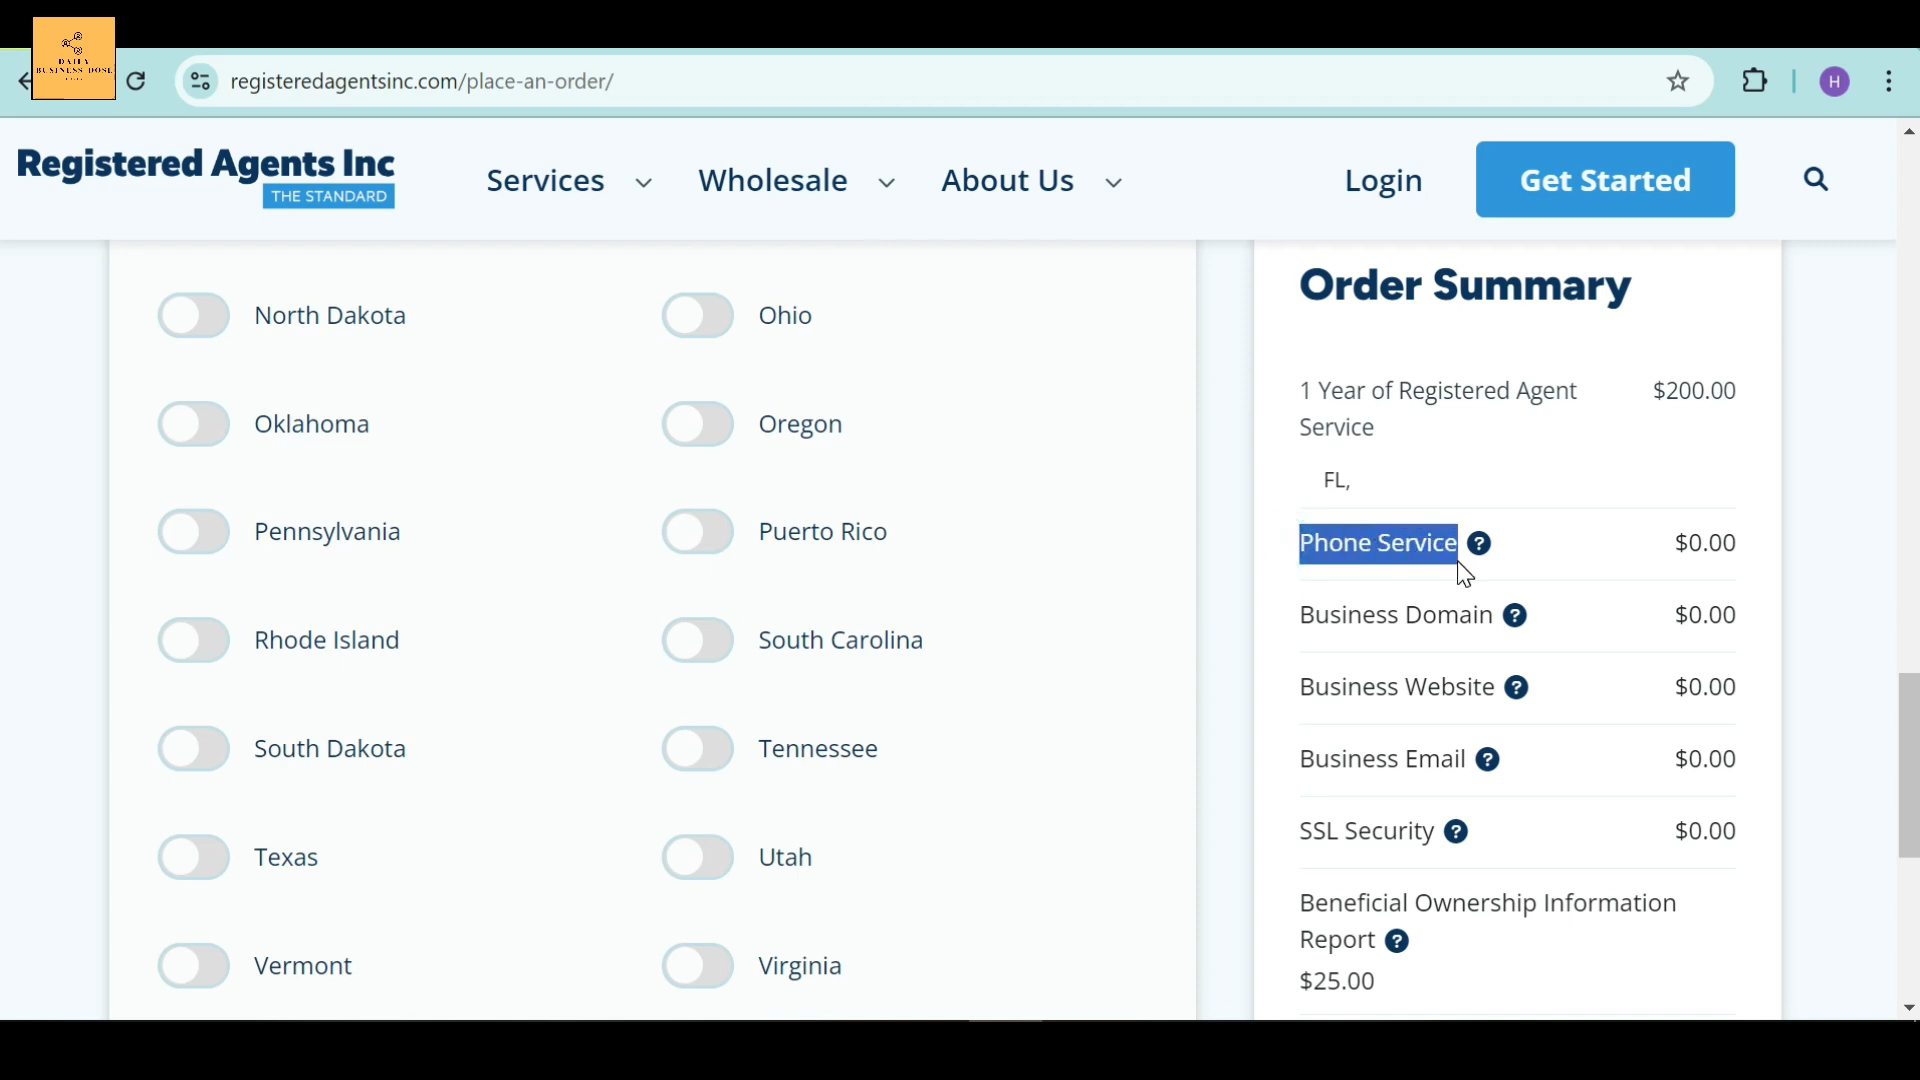 DAILY
BUSINESS DOSE
registeredagentsinc.com/place-an-order/
H
Registered Agents Inc
THE STANDARD
Services
Wholesale
About Us
Login
Get Started
North Dakota
Ohio
Oklahoma
Oregon
Pennsylvania
Puerto Rico
Rhode Island
South Carolina
South Dakota
Tennessee
Texas
Utah
Vermont
Virginia
Order Summary
1 Year of Registered Agent $200.00
Service
FL,
Phone Service ? $0.00
Business Domain ? $0.00
Business Website ? $0.00
Business Email ? $0.00
SSL Security ? $0.00
Beneficial Ownership Information
Report ?
$25.00